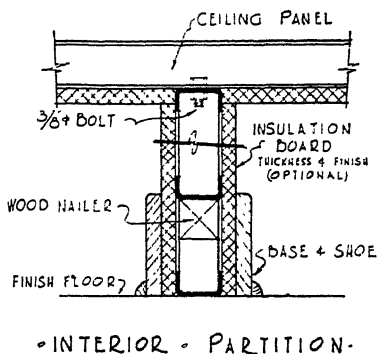 CEILING PANEL
3/8 ϕ BOLT
INSULATION
BOARD
THICKNESS & FINISH
(OPTIONAL)
WOOD NAILER
BASE & SHOE
FINISH FLOOR
• INTERIOR • PARTITION •